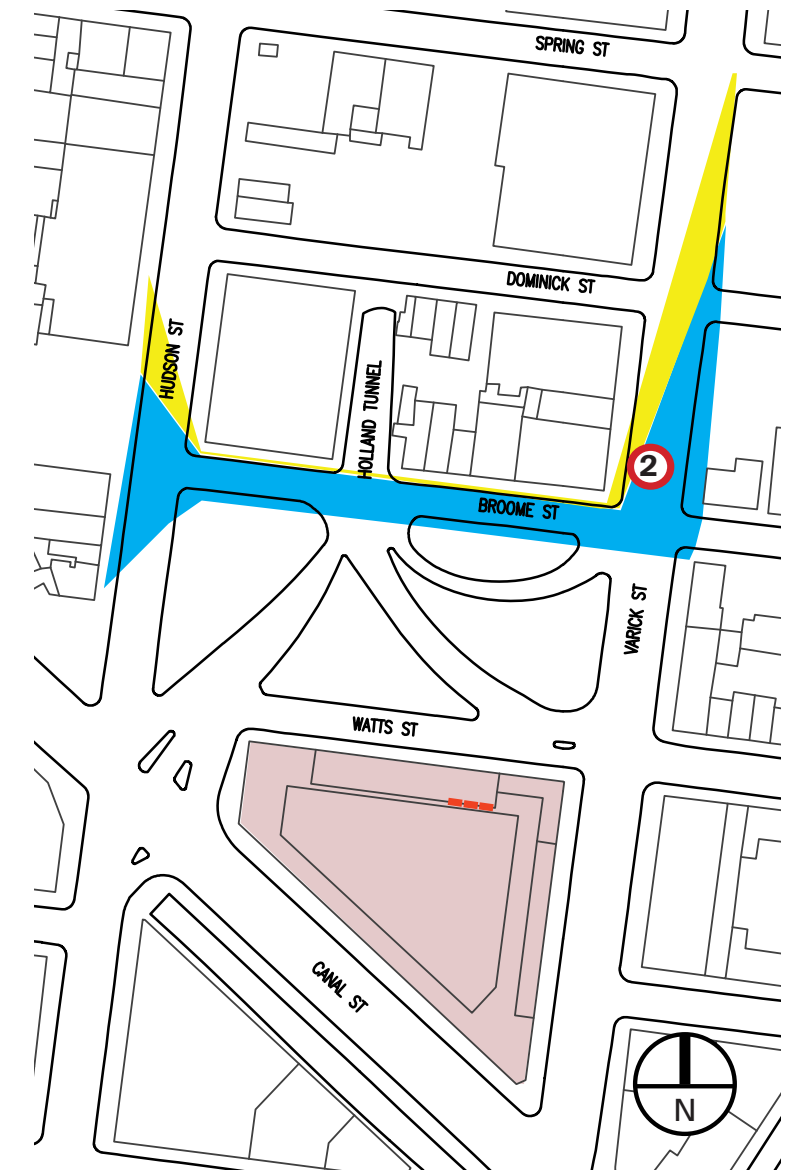 SPRING ST
DOMINICK ST
HUDSON ST
HOLLAND TUNNEL
2
BROOME ST
VARICK ST
WATTS ST
CANAL ST
N